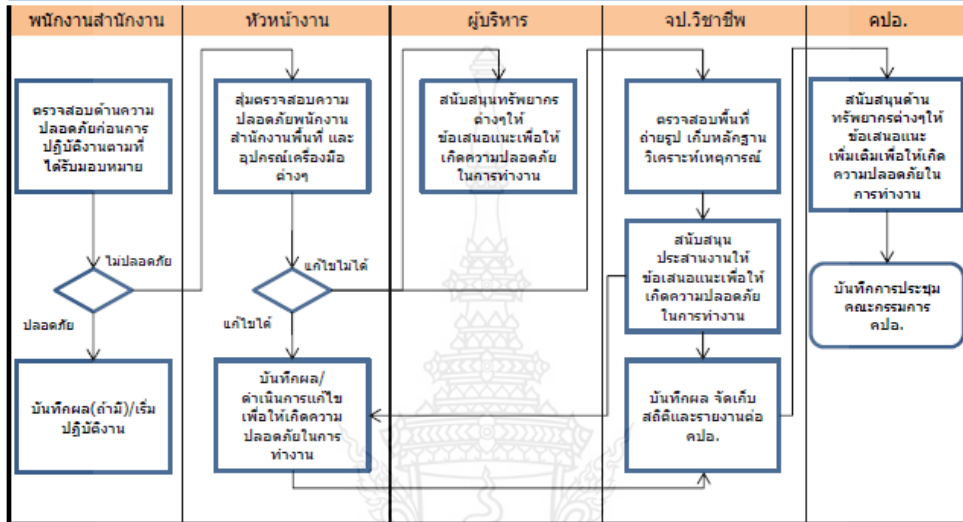 พนักงานสำนักงาน
หัวหน้างาน
ผู้บริหาร
จป.วิชาชีพ
คปอ.
ตรวจสอบด้านความ
ปลอดภัยก่อนการ
ปฏิบัติงานตามที่
ได้รับมอบหมาย
ไม่ปลอดภัย
ปลอดภัย
บันทึกผล(ถ้ามี)/เริ่ม
ปฏิบัติงาน
สุ่มตรวจสอบความ
ปลอดภัยพนักงาน
สำนักงานพื้นที่ และ
อุปกรณ์เครื่องมือ
ต่างๆ
แก้ไขไม่ได้
แก้ไขได้
บันทึกผล/
ดำเนินการแก้ไข
เพื่อให้เกิดความ
ปลอดภัยในการ
ทำงาน
สนับสนุนทรัพยากร
ต่างๆให้
ข้อเสนอแนะเพื่อให้
เกิดความปลอดภัย
ในการทำงาน
ตรวจสอบพื้นที่
ถ่ายรูป เก็บหลักฐาน
วิเคราะห์เหตุการณ์
สนับสนุน
ประสานงานให้
ข้อเสนอแนะเพื่อให้
เกิดความปลอดภัย
ในการทำงาน
บันทึกผล จัดเก็บ
สถิติและรายงานต่อ
คปอ.
สนับสนุนด้าน
ทรัพยากรต่างๆให้
ข้อเสนอแนะ
เพิ่มเติมเพื่อให้เกิด
ความปลอดภัยใน
การทำงาน
บันทึกการประชุม
คณะกรรมการ
คปอ.